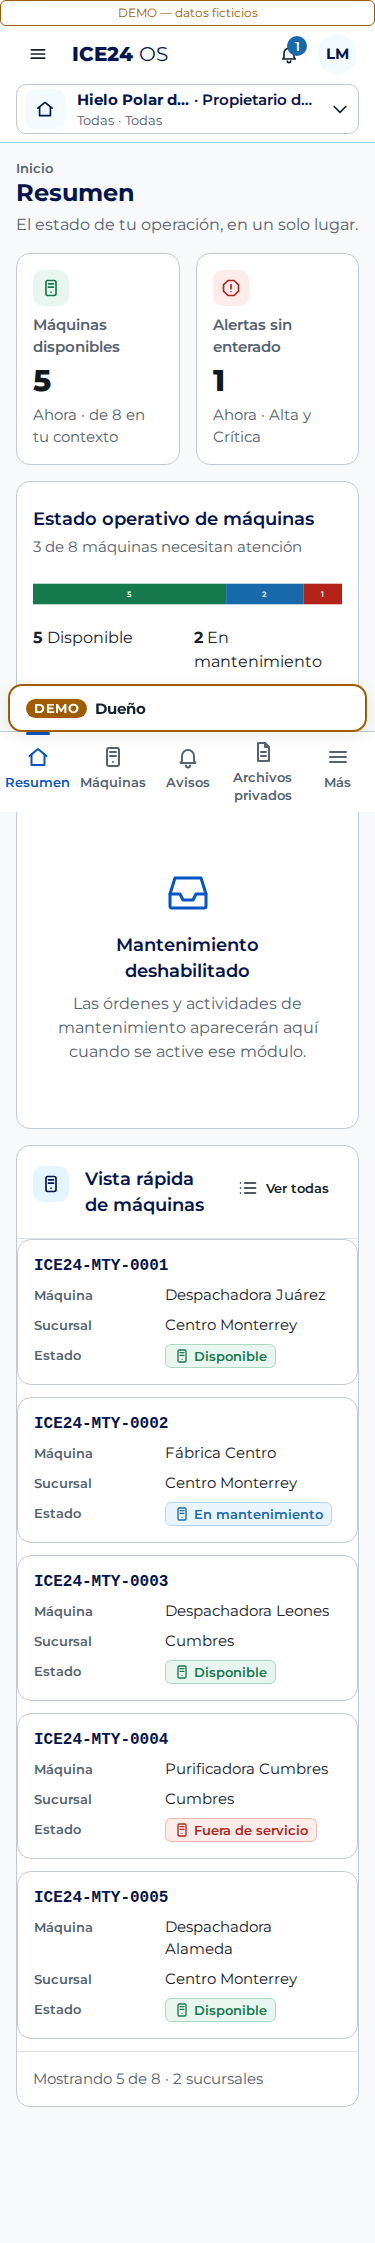 DEMO — datos ficticios
ICE24 OS
1
LM
Hielo Polar d... · Propietario d...
Todas · Todas
Inicio
Resumen
El estado de tu operación, en un solo lugar.
Máquinas
disponibles
5
Ahora · de 8 en
tu contexto
Alertas sin
enterado
1
Ahora · Alta y
Crítica
Estado operativo de máquinas
3 de 8 máquinas necesitan atención
5 2 1
5 Disponible
2 En
mantenimiento
DEMO Dueño
Resumen
Máquinas
Avisos
Archivos
privados
Más
Mantenimiento
deshabilitado
Las órdenes y actividades de
mantenimiento aparecerán aquí
cuando se active ese módulo.
Vista rápida
de máquinas
Ver todas
ICE24-MTY-0001
Máquina Despachadora Juárez
Sucursal Centro Monterrey
Estado Disponible
ICE24-MTY-0002
Máquina Fábrica Centro
Sucursal Centro Monterrey
Estado En mantenimiento
ICE24-MTY-0003
Máquina Despachadora Leones
Sucursal Cumbres
Estado Disponible
ICE24-MTY-0004
Máquina Purificadora Cumbres
Sucursal Cumbres
Estado Fuera de servicio
ICE24-MTY-0005
Máquina Despachadora
Alameda
Sucursal Centro Monterrey
Estado Disponible
Mostrando 5 de 8 · 2 sucursales